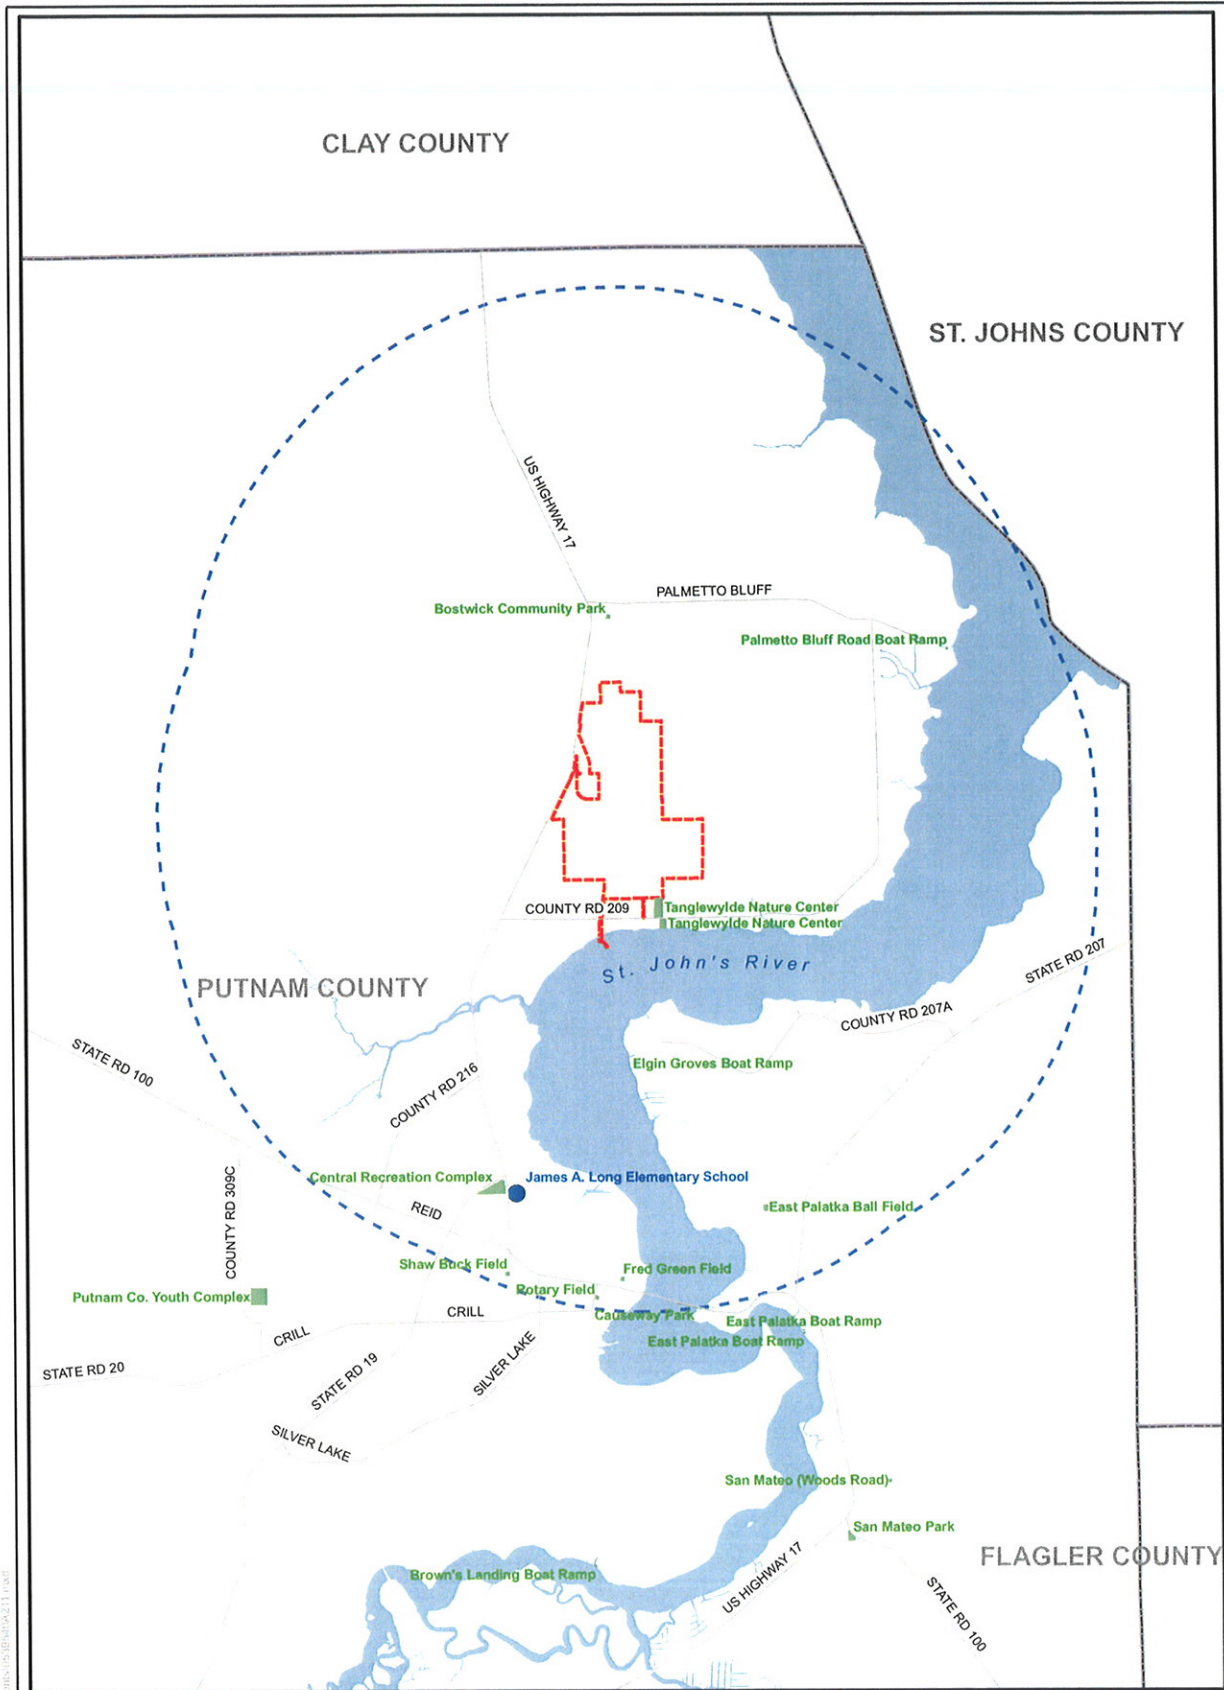 CLAY COUNTY
ST. JOHNS COUNTY
US HIGHWAY 17
PALMETTO BLUFF
Bostwick Community Park
Palmetto Bluff Road Boat Ramp
COUNTY RD 209
Tanglewylde Nature Center
Tanglewylde Nature Center
St. John's River
STATE RD 207
PUTNAM COUNTY
COUNTY RD 207A
STATE RD 100
Elgin Groves Boat Ramp
COUNTY RD 216
Central Recreation Complex
James A. Long Elementary School
COUNTY RD 309C
REID
East Palatka Ball Field
Shaw Buck Field
Fred Green Field
Rotary Field
Putnam Co. Youth Complex
CRILL
Causeway Park
East Palatka Boat Ramp
CRILL
East Palatka Boat Ramp
STATE RD 20
STATE RD 19
SILVER LAKE
SILVER LAKE
San Mateo (Woods Road)
San Mateo Park
FLAGLER COUNTY
Brown's Landing Boat Ramp
US HIGHWAY 17
STATE RD 100